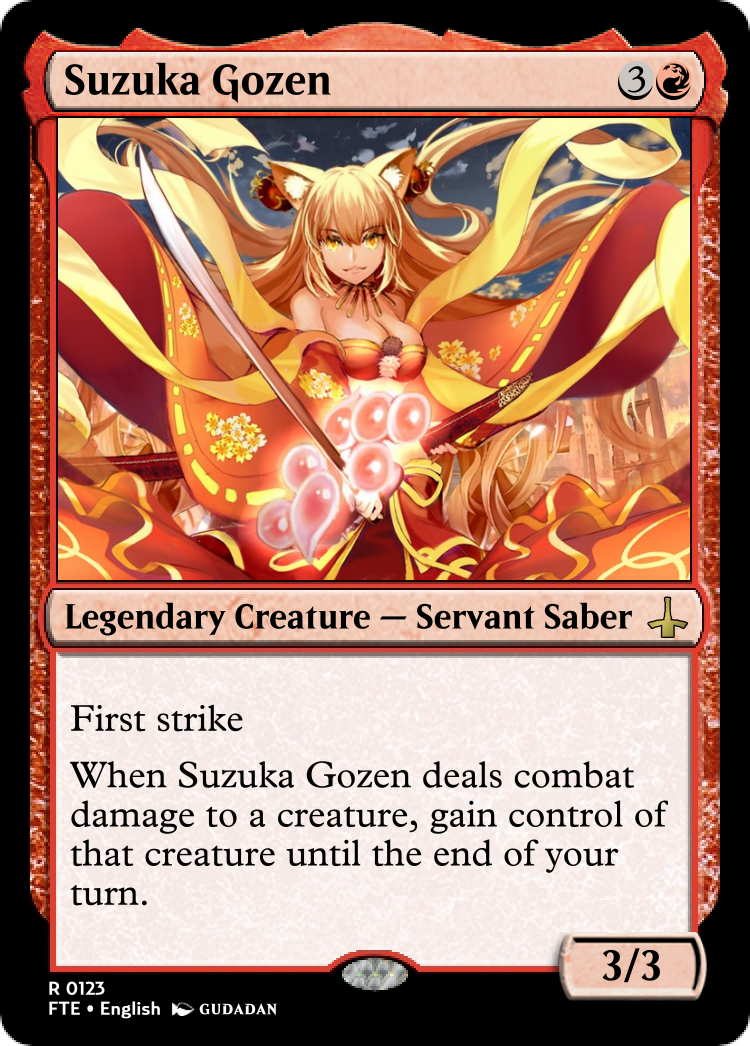 Suzuka Gozen 3
Legendary Creature — Servant Saber
First strike
When Suzuka Gozen deals combat
damage to a creature, gain control of
that creature until the end of your
turn.
3/3
R 0123
FTE • English GUDADAN